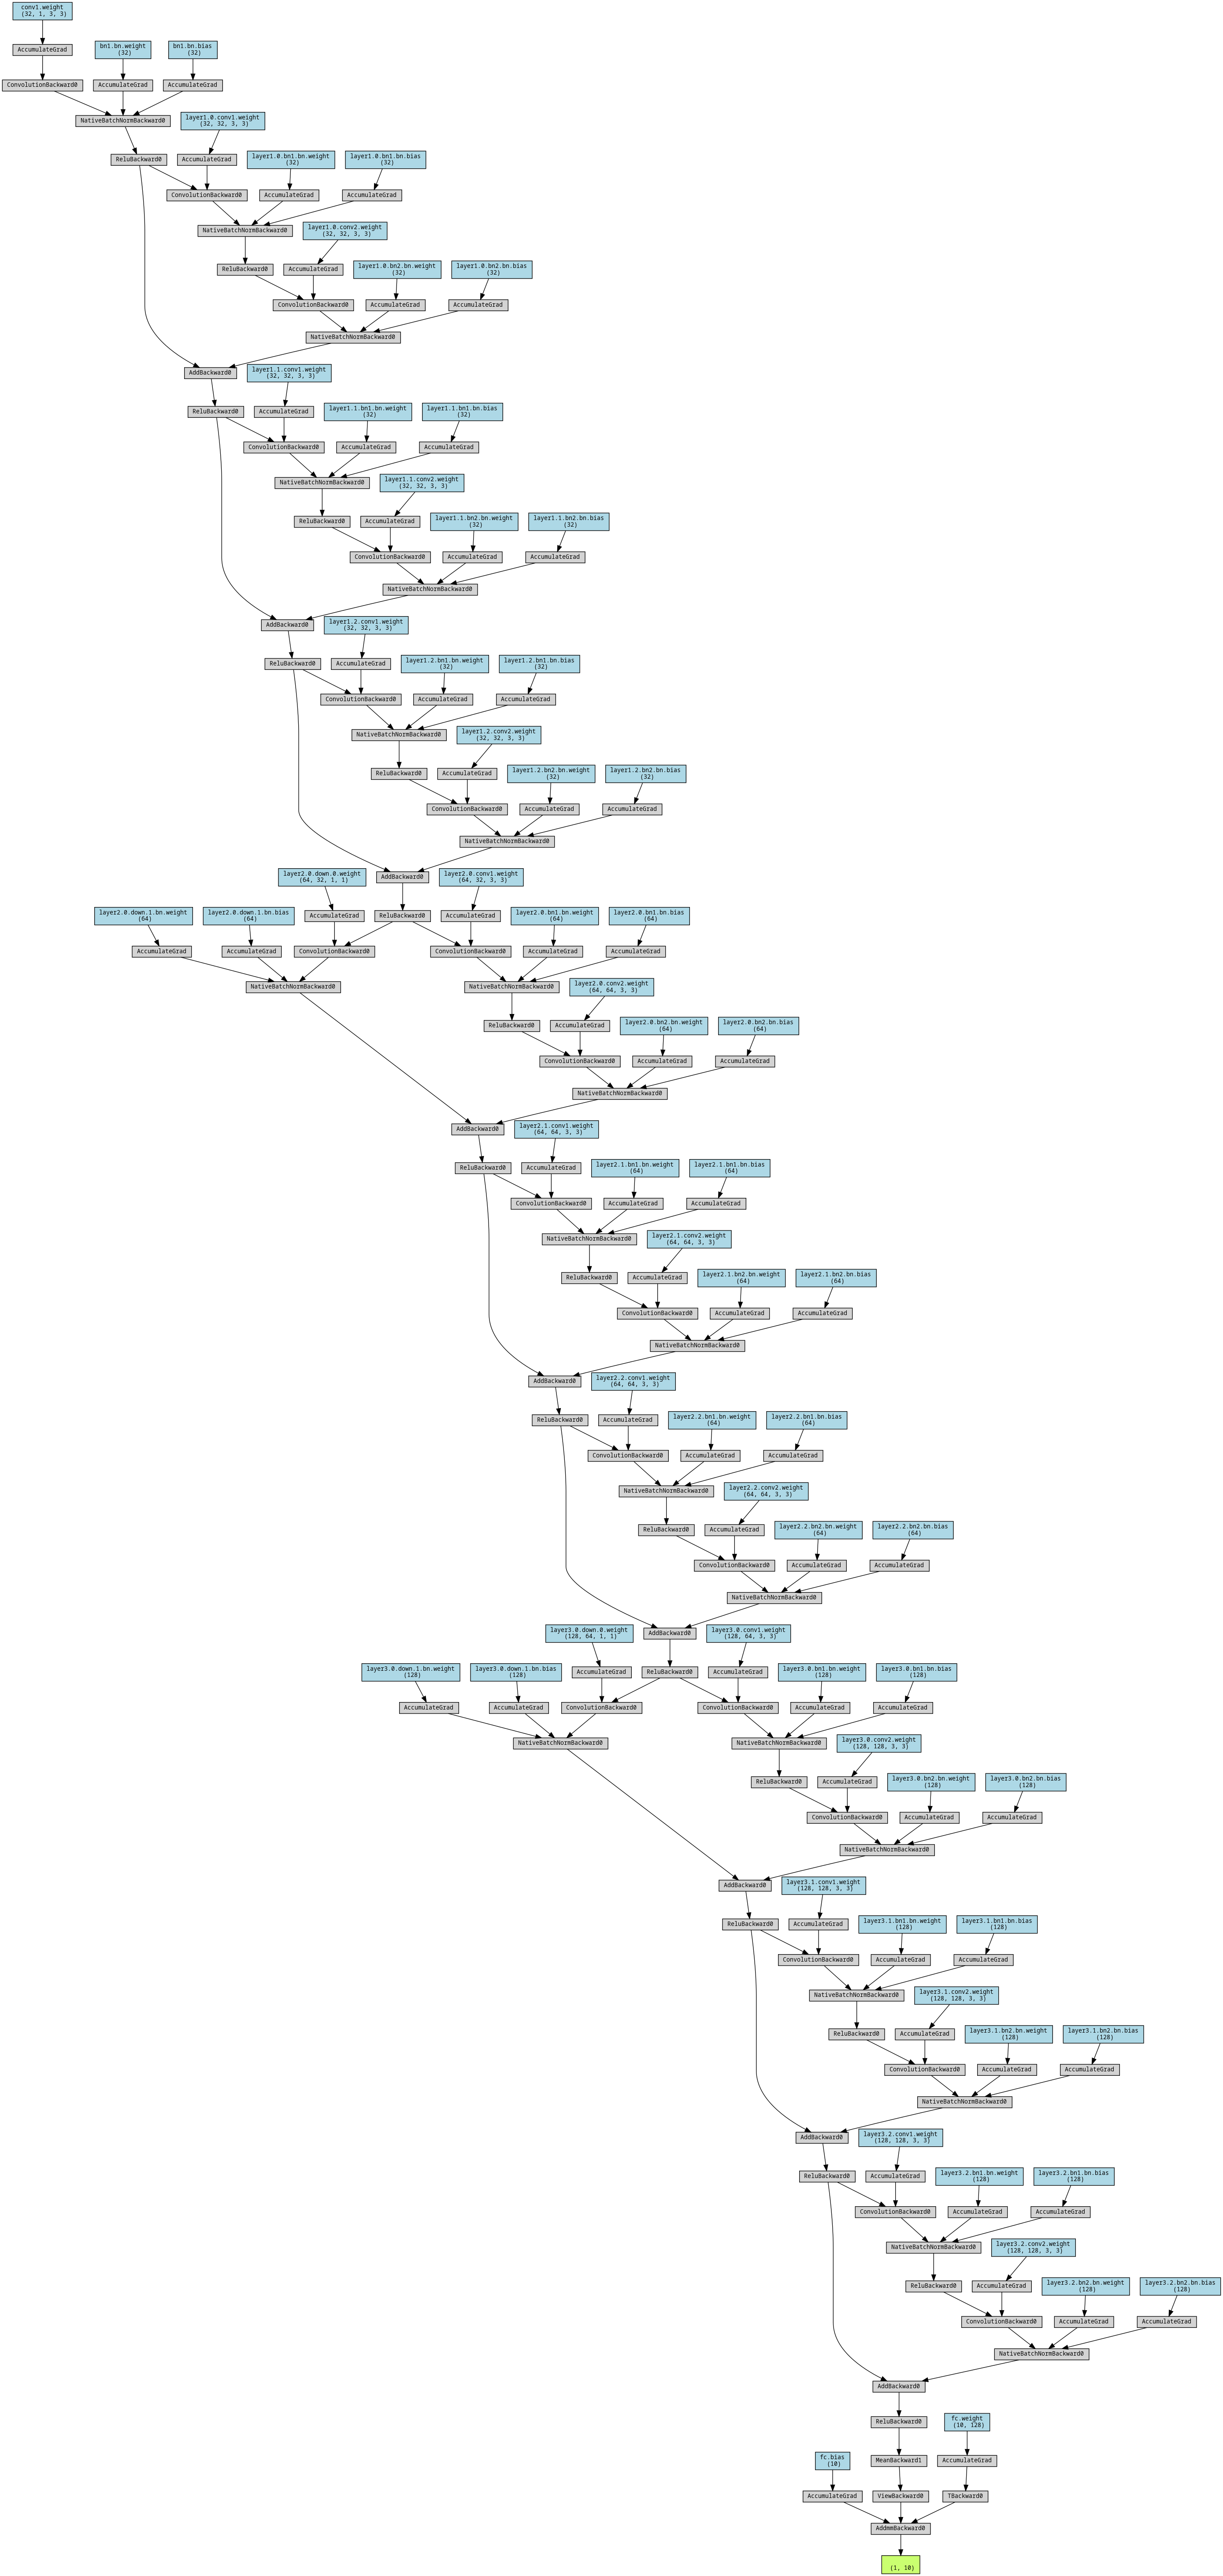 conv1.weight
(32, 1, 3, 3)
AccumulateGrad
bn1.bn.weight
(32)
bn1.bn.bias
(32)
ConvolutionBackward0
AccumulateGrad
AccumulateGrad
NativeBatchNormBackward0
layer1.0.conv1.weight
(32, 32, 3, 3)
ReluBackward0
AccumulateGrad
layer1.0.bn1.bn.weight
(32)
layer1.0.bn1.bn.bias
(32)
ConvolutionBackward0
AccumulateGrad
AccumulateGrad
NativeBatchNormBackward0
layer1.0.conv2.weight
(32, 32, 3, 3)
ReluBackward0
AccumulateGrad
layer1.0.bn2.bn.weight
(32)
layer1.0.bn2.bn.bias
(32)
ConvolutionBackward0
AccumulateGrad
AccumulateGrad
NativeBatchNormBackward0
AddBackward0
layer1.1.conv1.weight
(32, 32, 3, 3)
ReluBackward0
AccumulateGrad
layer1.1.bn1.bn.weight
(32)
layer1.1.bn1.bn.bias
(32)
ConvolutionBackward0
AccumulateGrad
AccumulateGrad
NativeBatchNormBackward0
layer1.1.conv2.weight
(32, 32, 3, 3)
ReluBackward0
AccumulateGrad
layer1.1.bn2.bn.weight
(32)
layer1.1.bn2.bn.bias
(32)
ConvolutionBackward0
AccumulateGrad
AccumulateGrad
NativeBatchNormBackward0
AddBackward0
layer1.2.conv1.weight
(32, 32, 3, 3)
ReluBackward0
AccumulateGrad
layer1.2.bn1.bn.weight
(32)
layer1.2.bn1.bn.bias
(32)
ConvolutionBackward0
AccumulateGrad
AccumulateGrad
NativeBatchNormBackward0
layer1.2.conv2.weight
(32, 32, 3, 3)
ReluBackward0
AccumulateGrad
layer1.2.bn2.bn.weight
(32)
layer1.2.bn2.bn.bias
(32)
ConvolutionBackward0
AccumulateGrad
AccumulateGrad
NativeBatchNormBackward0
layer2.0.down.0.weight
(64, 32, 1, 1)
AddBackward0
layer2.0.conv1.weight
(64, 32, 3, 3)
layer2.0.down.1.bn.weight
(64)
layer2.0.down.1.bn.bias
(64)
AccumulateGrad
ReluBackward0
AccumulateGrad
layer2.0.bn1.bn.weight
(64)
layer2.0.bn1.bn.bias
(64)
AccumulateGrad
AccumulateGrad
ConvolutionBackward0
ConvolutionBackward0
AccumulateGrad
AccumulateGrad
NativeBatchNormBackward0
NativeBatchNormBackward0
layer2.0.conv2.weight
(64, 64, 3, 3)
ReluBackward0
AccumulateGrad
layer2.0.bn2.bn.weight
(64)
layer2.0.bn2.bn.bias
(64)
ConvolutionBackward0
AccumulateGrad
AccumulateGrad
NativeBatchNormBackward0
AddBackward0
layer2.1.conv1.weight
(64, 64, 3, 3)
ReluBackward0
AccumulateGrad
layer2.1.bn1.bn.weight
(64)
layer2.1.bn1.bn.bias
(64)
ConvolutionBackward0
AccumulateGrad
AccumulateGrad
NativeBatchNormBackward0
layer2.1.conv2.weight
(64, 64, 3, 3)
ReluBackward0
AccumulateGrad
layer2.1.bn2.bn.weight
(64)
layer2.1.bn2.bn.bias
(64)
ConvolutionBackward0
AccumulateGrad
AccumulateGrad
NativeBatchNormBackward0
AddBackward0
layer2.2.conv1.weight
(64, 64, 3, 3)
ReluBackward0
AccumulateGrad
layer2.2.bn1.bn.weight
(64)
layer2.2.bn1.bn.bias
(64)
ConvolutionBackward0
AccumulateGrad
AccumulateGrad
NativeBatchNormBackward0
layer2.2.conv2.weight
(64, 64, 3, 3)
ReluBackward0
AccumulateGrad
layer2.2.bn2.bn.weight
(64)
layer2.2.bn2.bn.bias
(64)
ConvolutionBackward0
AccumulateGrad
AccumulateGrad
NativeBatchNormBackward0
layer3.0.down.0.weight
(128, 64, 1, 1)
AddBackward0
layer3.0.conv1.weight
(128, 64, 3, 3)
layer3.0.down.1.bn.weight
(128)
layer3.0.down.1.bn.bias
(128)
AccumulateGrad
ReluBackward0
AccumulateGrad
layer3.0.bn1.bn.weight
(128)
layer3.0.bn1.bn.bias
(128)
AccumulateGrad
AccumulateGrad
ConvolutionBackward0
ConvolutionBackward0
AccumulateGrad
AccumulateGrad
NativeBatchNormBackward0
NativeBatchNormBackward0
layer3.0.conv2.weight
(128, 128, 3, 3)
ReluBackward0
AccumulateGrad
layer3.0.bn2.bn.weight
(128)
layer3.0.bn2.bn.bias
(128)
ConvolutionBackward0
AccumulateGrad
AccumulateGrad
NativeBatchNormBackward0
AddBackward0
layer3.1.conv1.weight
(128, 128, 3, 3)
ReluBackward0
AccumulateGrad
layer3.1.bn1.bn.weight
(128)
layer3.1.bn1.bn.bias
(128)
ConvolutionBackward0
AccumulateGrad
AccumulateGrad
NativeBatchNormBackward0
layer3.1.conv2.weight
(128, 128, 3, 3)
ReluBackward0
AccumulateGrad
layer3.1.bn2.bn.weight
(128)
layer3.1.bn2.bn.bias
(128)
ConvolutionBackward0
AccumulateGrad
AccumulateGrad
NativeBatchNormBackward0
AddBackward0
layer3.2.conv1.weight
(128, 128, 3, 3)
ReluBackward0
AccumulateGrad
layer3.2.bn1.bn.weight
(128)
layer3.2.bn1.bn.bias
(128)
ConvolutionBackward0
AccumulateGrad
AccumulateGrad
NativeBatchNormBackward0
layer3.2.conv2.weight
(128, 128, 3, 3)
ReluBackward0
AccumulateGrad
layer3.2.bn2.bn.weight
(128)
layer3.2.bn2.bn.bias
(128)
ConvolutionBackward0
AccumulateGrad
AccumulateGrad
NativeBatchNormBackward0
AddBackward0
ReluBackward0
fc.weight
(10, 128)
fc.bias
(10)
MeanBackward1
AccumulateGrad
AccumulateGrad
ViewBackward0
TBackward0
AddmmBackward0
(1, 10)